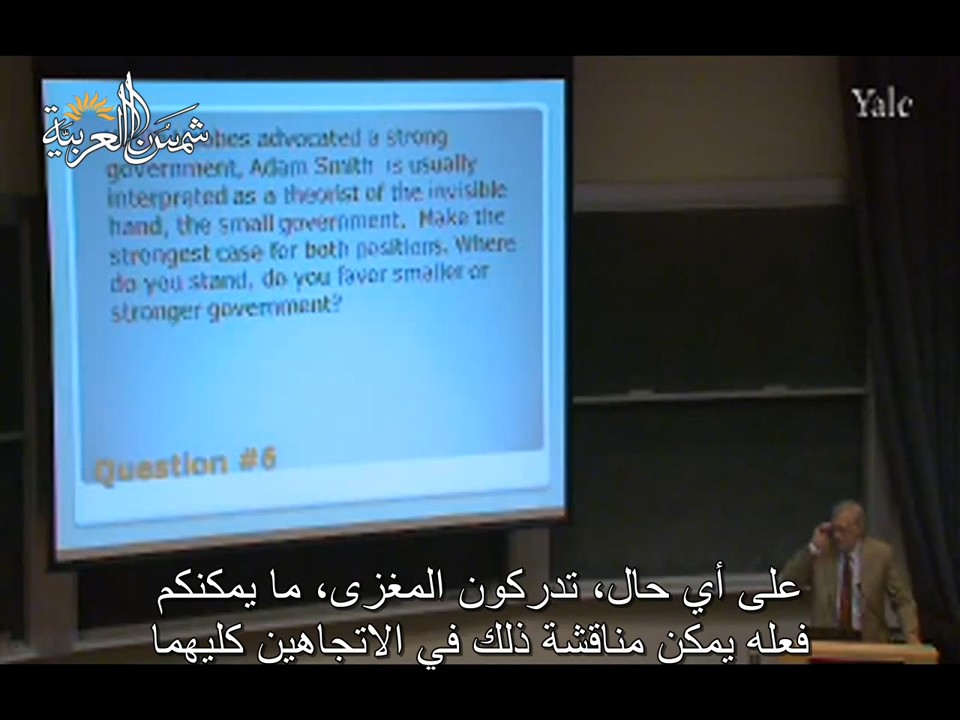 شمس العربية
Yale
advocated a strong
government, Adam Smith is usually
interpreted as a theorist of the invisible
hand, the small government. Make the
strongest case for both positions. Where
do you stand, do you favor smaller or
stronger government?
Question #6
على أي حال، تدركون المغزى، ما يمكنكم
فعله يمكن مناقشة ذلك في الاتجاهين كليهما